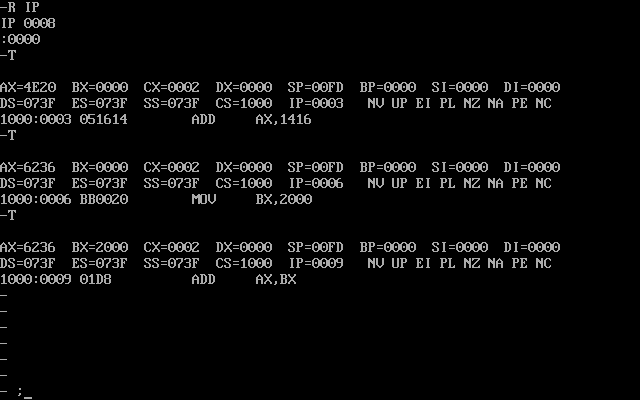 -R IP
IP 0008
:0000
-T
AX=4E20  BX=0000  CX=0002  DX=0000  SP=00FD  BP=0000  SI=0000  DI=0000
DS=073F  ES=073F  SS=073F  CS=1000  IP=0003   NV UP EI PL NZ NA PE NC
1000:0003 051614        ADD     AX,1416
-T
AX=6236  BX=0000  CX=0002  DX=0000  SP=00FD  BP=0000  SI=0000  DI=0000
DS=073F  ES=073F  SS=073F  CS=1000  IP=0006   NV UP EI PL NZ NA PE NC
1000:0006 BB0020        MOV     BX,2000
-T
AX=6236  BX=2000  CX=0002  DX=0000  SP=00FD  BP=0000  SI=0000  DI=0000
DS=073F  ES=073F  SS=073F  CS=1000  IP=0009   NV UP EI PL NZ NA PE NC
1000:0009 01D8          ADD     AX,BX
-
-
-
-
-
-
- ;_